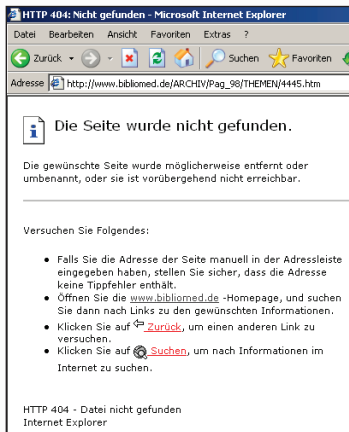 HTTP 404: Nicht gefunden - Microsoft Internet Explorer
Datei Bearbeiten Ansicht Favoriten Extras ?
Zurück Suchen Favoriten
Adresse http://www.bibliomed.de/ARCHIV/Pag_98/THEMEN/4445.htm
Die Seite wurde nicht gefunden.
Die gewünschte Seite wurde möglicherweise entfernt oder
umbenannt, oder sie ist vorübergehend nicht erreichbar.
Versuchen Sie Folgendes:
• Falls Sie die Adresse der Seite manuell in der Adressleiste
eingegeben haben, stellen Sie sicher, dass die Adresse
keine Tippfehler enthält.
• Öffnen Sie die www.bibliomed.de -Homepage, und suchen
Sie dann nach Links zu den gewünschten Informationen.
• Klicken Sie auf Zurück, um einen anderen Link zu
versuchen.
• Klicken Sie auf Suchen, um nach Informationen im
Internet zu suchen.
HTTP 404 - Datei nicht gefunden
Internet Explorer